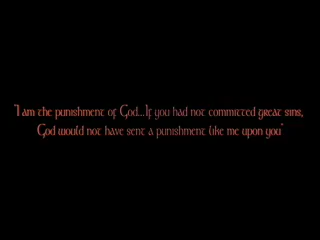 "I am the punishment of God...If you had not committed great sins,
God would not have sent a punishment like me upon you"